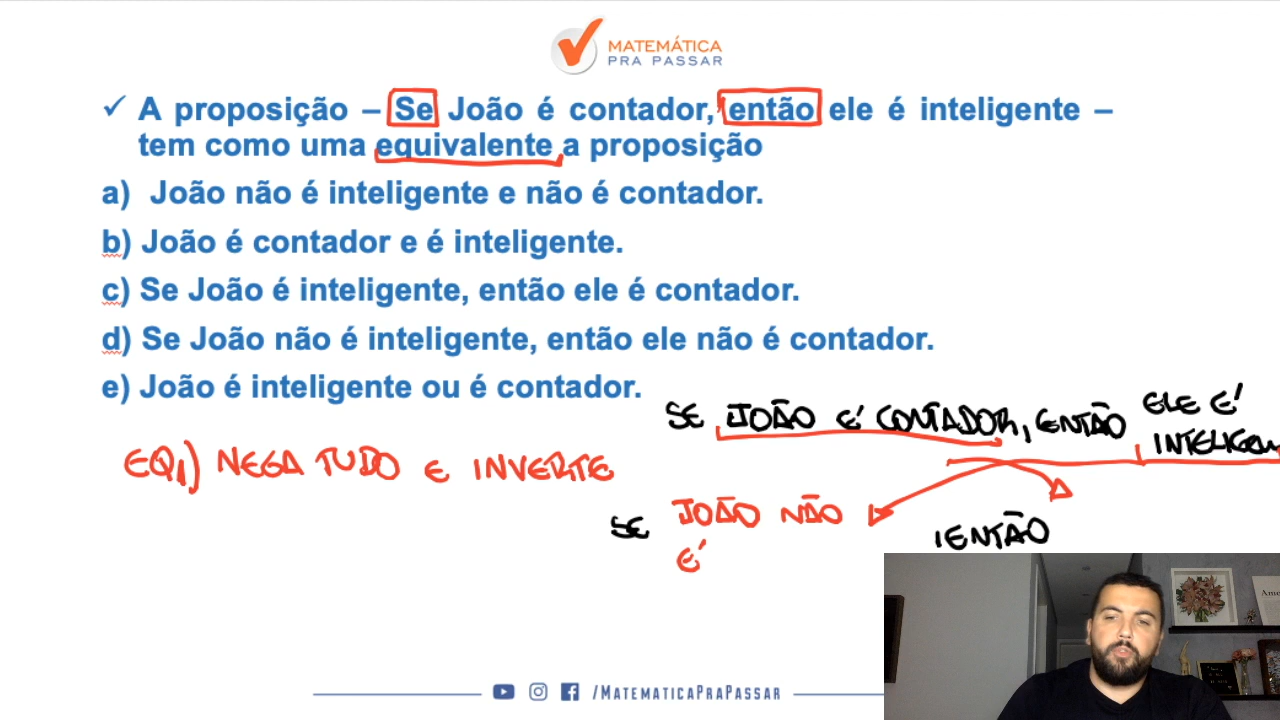 MATEMÁTICA
PRA PASSAR
✓ A proposição – Se João é contador, então ele é inteligente –
tem como uma equivalente a proposição
a) João não é inteligente e não é contador.
b) João é contador e é inteligente.
c) Se João é inteligente, então ele é contador.
d) Se João não é inteligente, então ele não é contador.
e) João é inteligente ou é contador.
SE JOÃO É CONTADOR, ENTÃO ELE É
EQ1) NEGA TUDO E INVERTE
SE JOÃO NÃO
É
, ENTÃO
/MATEMATICAPRAPASSAR